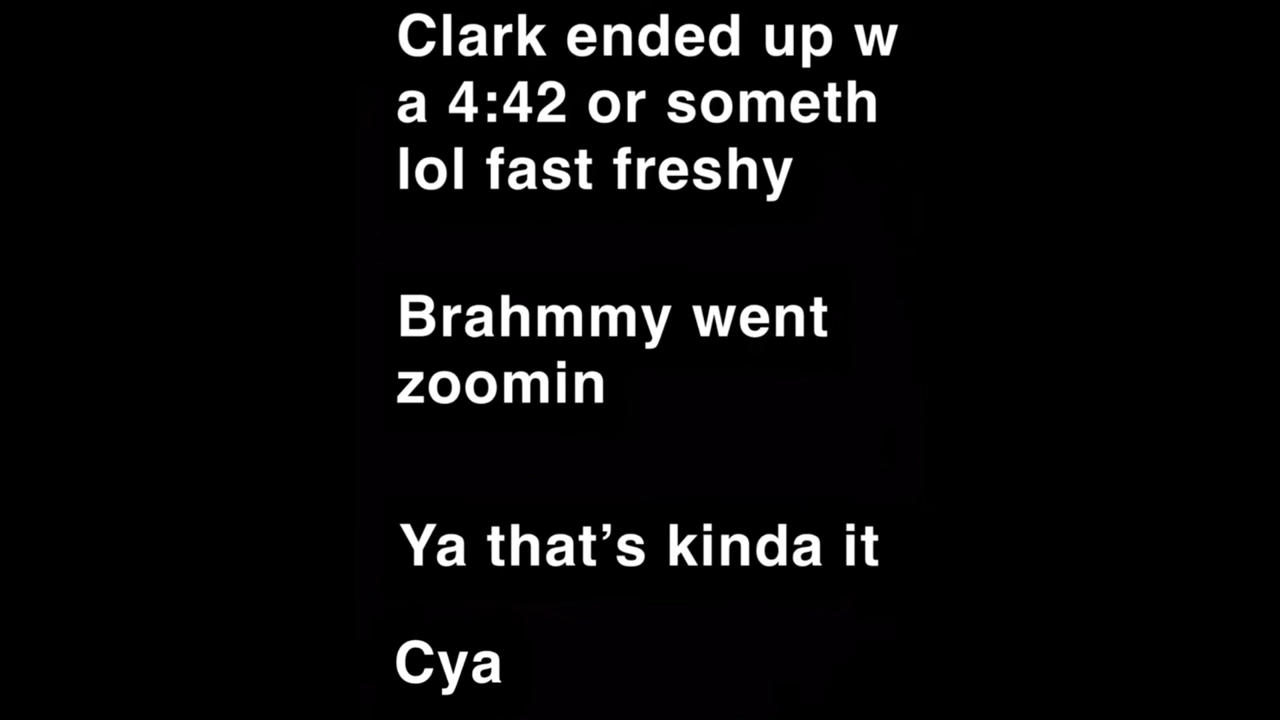 Clark ended up w
a 4:42 or someth
lol fast freshy
Brahmmy went
zoomin
Ya that’s kinda it
Cya